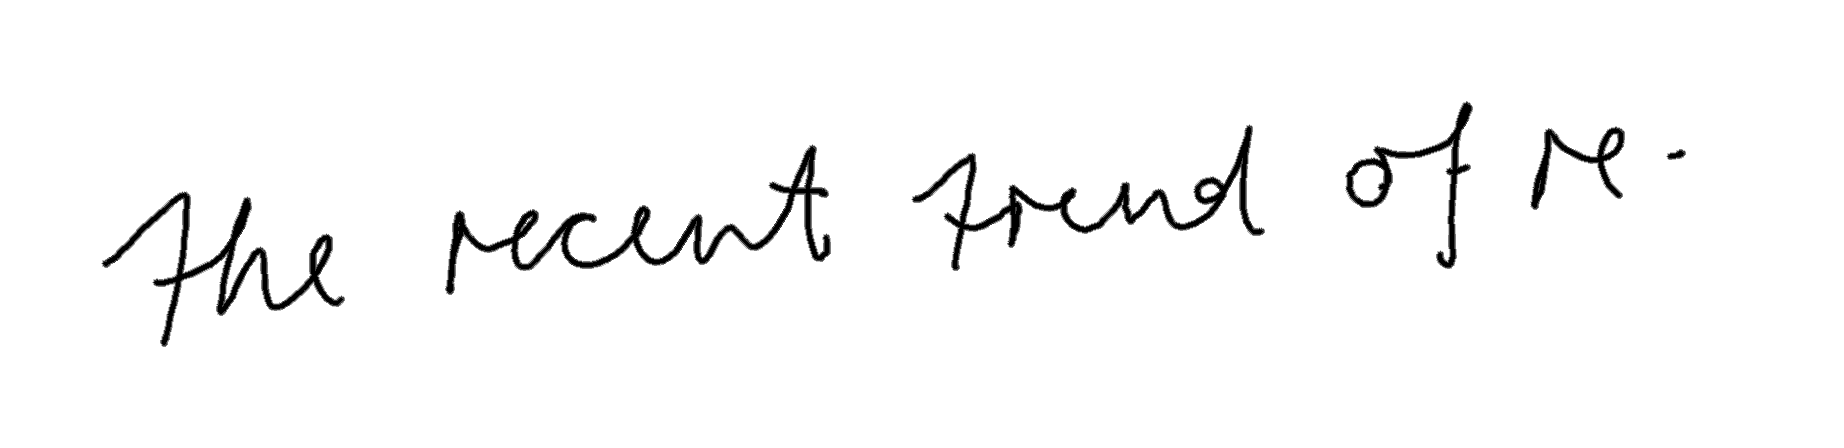 The recent trend of re-